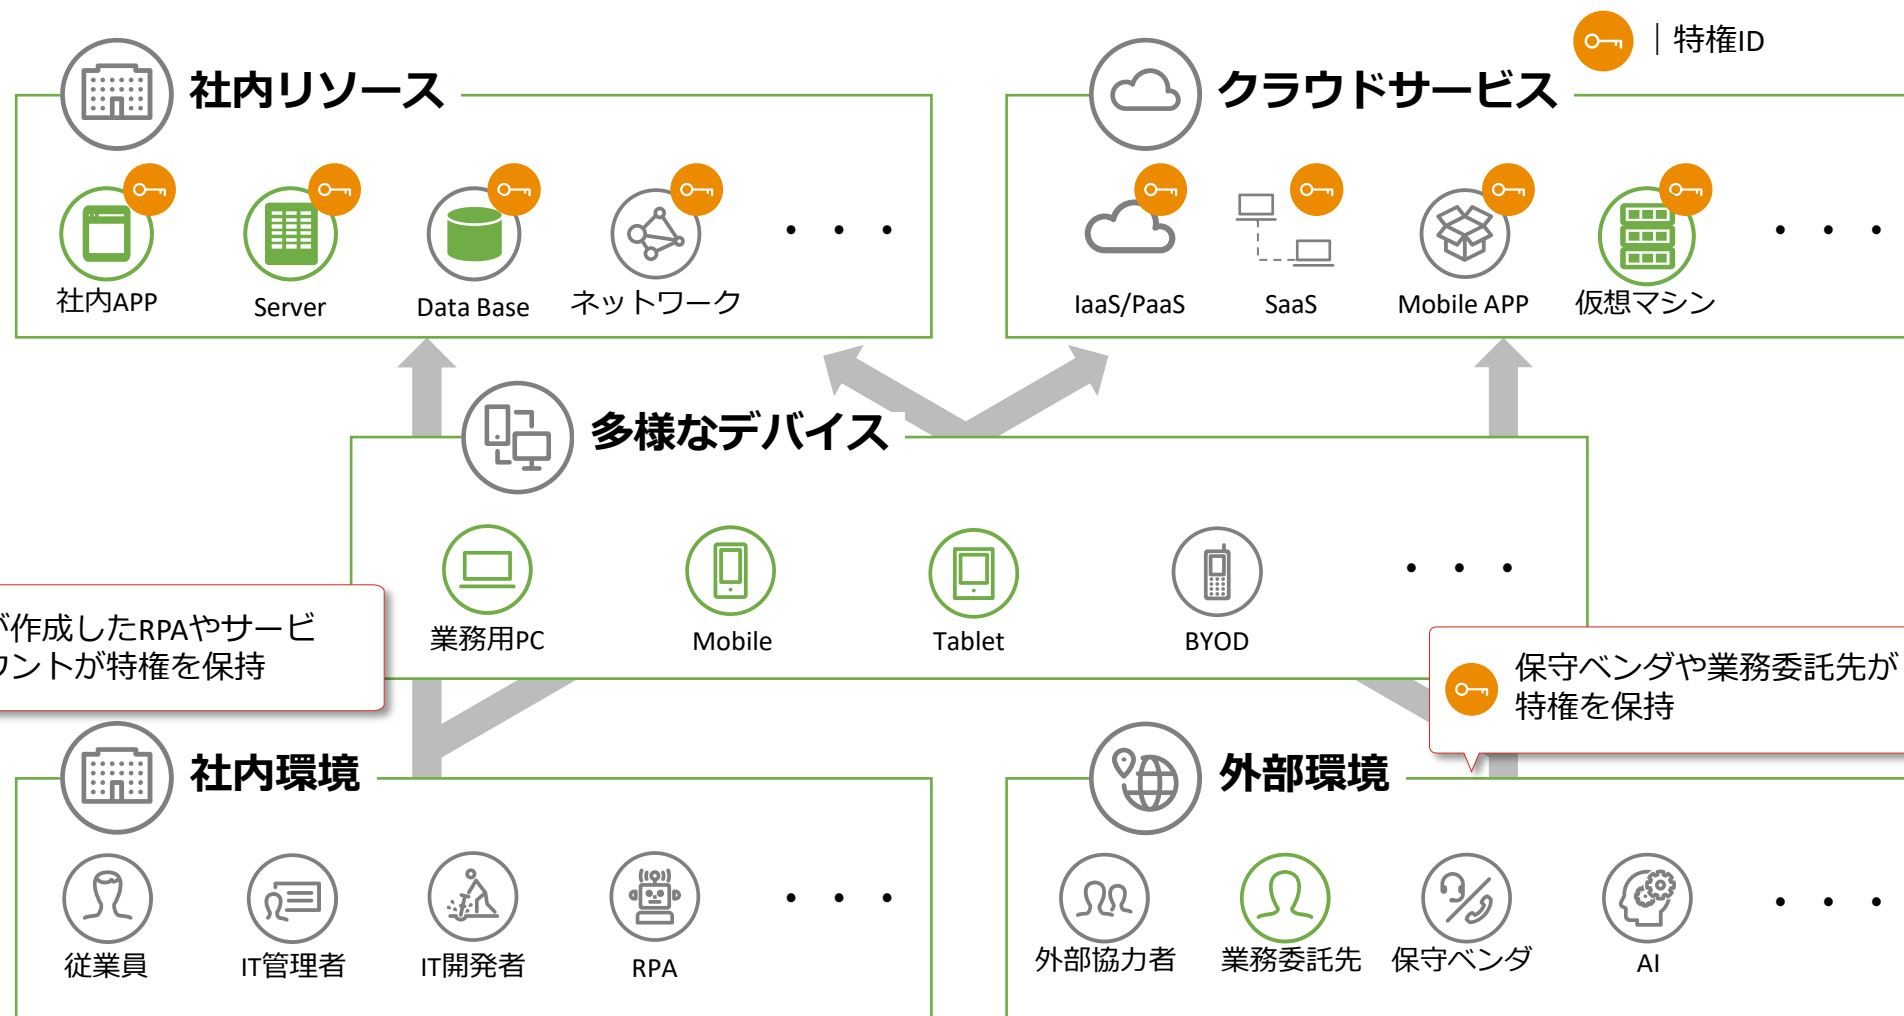 ｜特権ID
社内リソース
クラウドサービス
社内APP
Server
Data Base
ネットワーク
・・・
IaaS/PaaS
SaaS
Mobile APP
仮想マシン
・・・
多様なデバイス
業務用PC
Mobile
Tablet
BYOD
・・・
が作成したRPAやサービ
ウントが特権を保持
保守ベンダや業務委託先が
特権を保持
社内環境
外部環境
従業員
IT管理者
IT開発者
RPA
・・・
外部協力者
業務委託先
保守ベンダ
AI
・・・